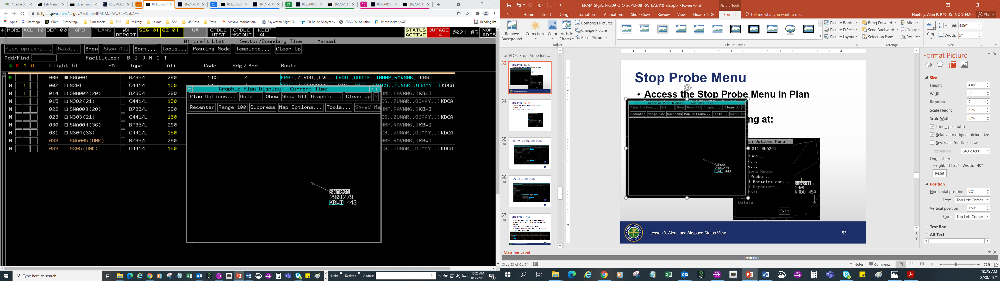 Apache Gu
Lab Manag
Guac huntl
455/MCG:M
14
861/DVu:D
862/RPD:RP
20
863/DVu:D
864/RPD:RP
21
865/RPD:RP
866/DVu:D
16
867/RPD:RP
868/DVu:D
tb3guac.gwp.eram.faa.gov/#/client/NDM1MzAYwBteXNxbA==
Apps
Startpage
Gibiru – Protecting...
Timesheets
ECS
Military
Leidos
FAA
US Govt
Travel
AirNav: Information...
SkyVector: Flight Pl...
IFR Route Analyzer...
FRAC SSL Solution
Photoshelter_AOC
Reading list
MORE ACL 10 DEP 00 GPD PLANS WX REPORT SIG 01 GI 01 UA CPDLC HIST CPDLC MSGOUT KEEP ALL STATUS ACTIVE OUTAGE 14 0021 05 NON-ADSB
Aircraft List Sector/Boundary Time Manual
Plan Options... Hold... Show Show All Sort... Tools... Posting Mode Template... Clean Up
Add/Find Facilities: B I J N C T
R Y A Flight Id PA Type Alt Code Hdg / Spd Route
006 SWA001 B735/L 290 1407 / KPBI./.RDU..LVL..[RDU..GOOOB..THHMP.RAVNN6.]KBWI
N 1 007 N301 C441/L 150 KDCA
N 1 014 SWA002(20) B735/L 290 HMP.RAVNN6.]KBWI
N 015 N302(21) C441/L 150 CS..ZUNAR..OJAAY..]KDCA
N 022 SWA003(20) B735/L 290 HMP.RAVNN6.]KBWI
N 023 N303(21) C441/L 150 CS..ZUNAR..OJAAY..]KDCA
N 030 SWA004(36) B735/L 290 HMP.RAVNN6.]KBWI
N 031 N304(33) C441/L 150 CS..ZUNAR..OJAAY..]KDCA
N 038 SWA005(UNK) B735/L 290 HMP.RAVNN6.]KBWI
N 039 N305(UNK) C441/L 150 CS..ZUNAR..OJAAY..]KDCA
Graphic Plan Display - Current Time
Plan Options... Hold... Show Show All Graphic... Clean Up
Recenter Range 100 Suppress Map Options... Tools... Saved Ma
SWA001
290↓279
KBWI 443
Type here to search
Links » Desktop » Address
10:25 AM
8/30/2021
3
ERAM_Stg3c_PRS09_OTO_20-12-08_RW_EAE410_ah.pptx - PowerPoint
Picture Tools
File Home Insert Design Transitions Animations Slide Show Review View Nuance PDF Format Tell me what you want to do...
Huntley, Alan P. [US-US][NON-EMP]
Share
Remove Background
Corrections
Color
Artistic Effects
Compress Pictures
Change Picture
Reset Picture
Adjust
Picture Styles
Picture Border
Picture Effects
Picture Layout
Bring Forward
Send Backward
Selection Pane
Align
Group
Rotate
Arrange
Crop
Height: 4.06"
Width: 5"
Size
ELO5: Stop Probe func...
53
Stop Probe Menu
54
Stop Probe Menu
55
Present Position Stop Probe
56
Future Fix Stop Probe
57
Stop Probe - ACL
Stop Probe Menu
• Access the Stop Probe Menu in Plan
ng at:
Graphic Plan Display - Current Time
Plan Options... Hold... Show Show All Graphic... Clean Up
Recenter Range 100 Suppress Map Options... Tools... Saved Ma
SWA001
290↓279
KBWI 443
an Options Menu
011 SWA241
tude...
d...
e...
ious Route
Probe...
l Restrictions...
l Departure...
mit
Delete
Exit
1
SWA241
140C
KRDU 450
Lesson 9: Alerts and Airspace Status View
53
Format Picture
Size
Height 4.06"
Width 5"
Rotation 0°
Scale Height 62%
Scale Width 62%
Lock aspect ratio
Relative to original picture size
Best scale for slide show
Resolution 640 x 480
Original size
Height: 11.25" Width: 40"
Reset
Position
Horizontal position 0.2"
From Top Left Corner
Vertical position 1.59"
From Top Left Corner
Text Box
Alt Text
Classifier Label
Unrestricted
Slide 53 of 0 .. 74
Notes
Comments
79%
10:25 AM
8/30/2021